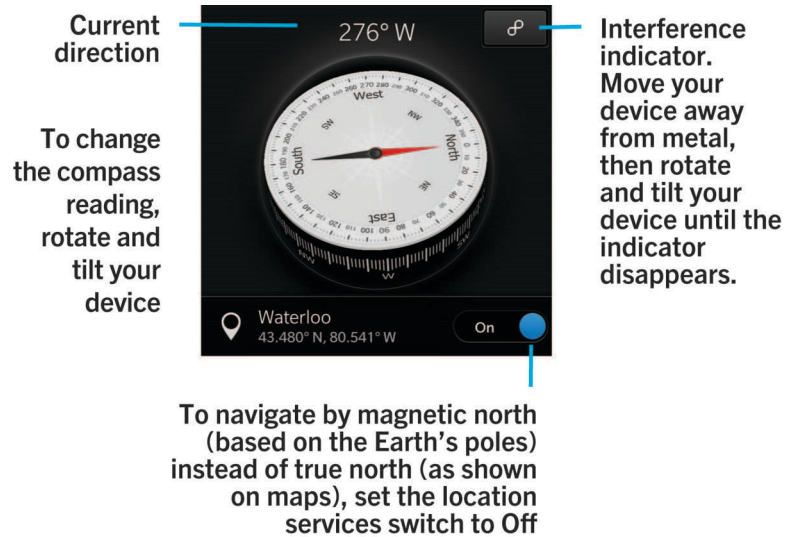 Current
direction
276° W
Interference
indicator.
Move your
device away
from metal,
then rotate
and tilt your
device until the
indicator
disappears.
To change
the compass
reading,
rotate and
tilt your
device
West
NW
North
NE
East
SE
South
SW
NW
W
SW
Waterloo
43.480° N, 80.541° W
On
To navigate by magnetic north
(based on the Earth's poles)
instead of true north (as shown
on maps), set the location
services switch to Off